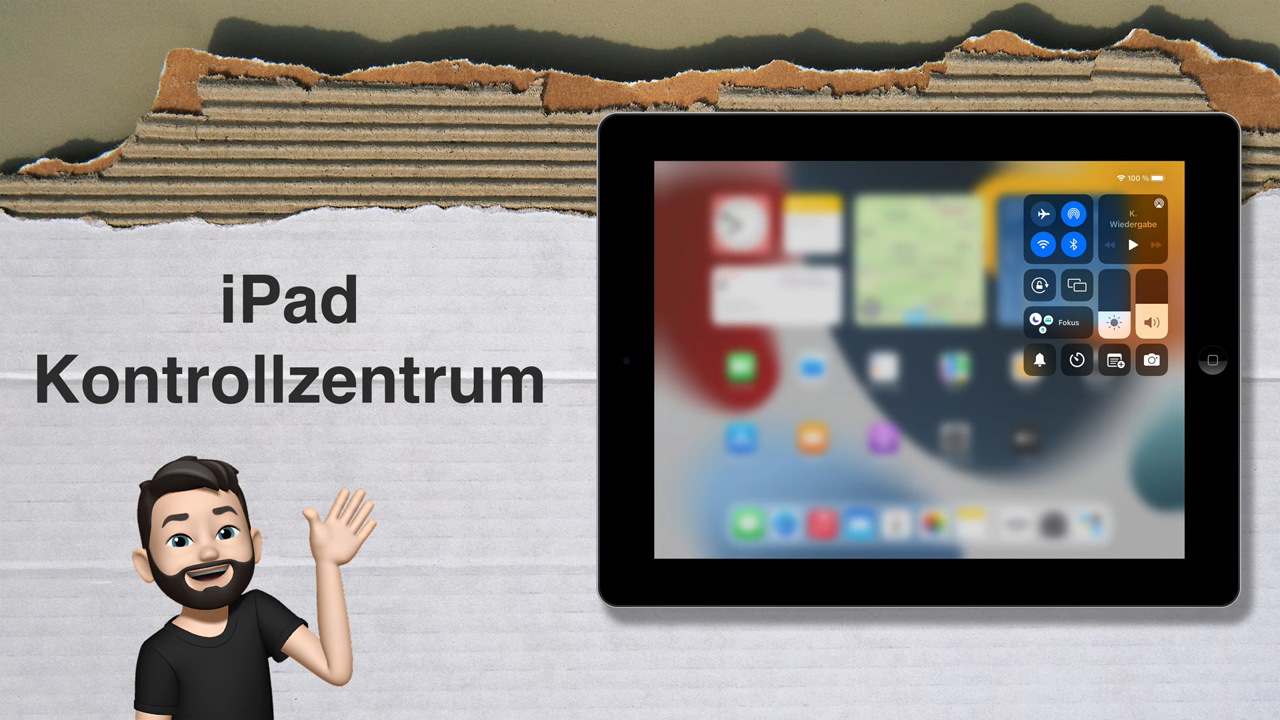 iPad
Kontrollzentrum
100 %
K.
Wiedergabe
Fokus